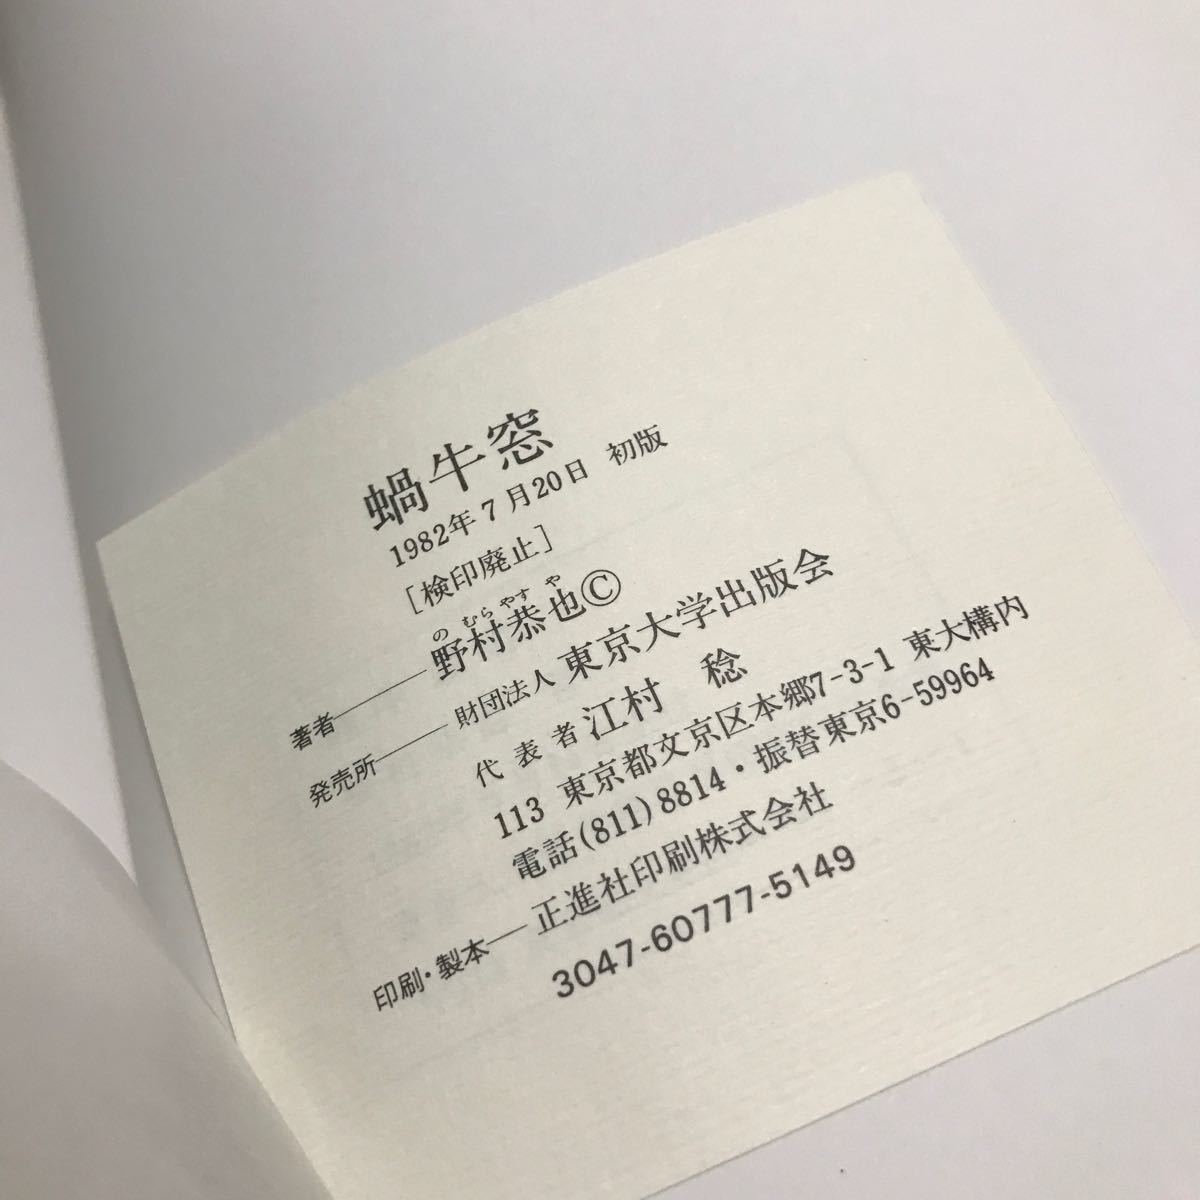 蝸牛窓
1982年7月20日 初版
[検印廃止]
の むら やす や
著者——野村恭也©
発売所——財団法人 東京大学出版会
代表者 江村 稔
113 東京都文京区本郷7-3-1 東大構内
電話(811)8814・振替東京6-59964
印刷・製本——正進社印刷株式会社
3047-60777-5149